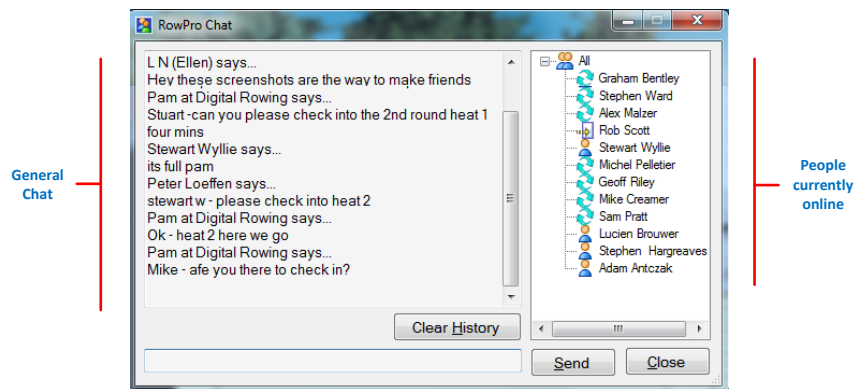 RowPro Chat
General
Chat
L N (Ellen) says...
Hey these screenshots are the way to make friends
Pam at Digital Rowing says...
Stuart -can you please check into the 2nd round heat 1
four mins
Stewart Wyllie says...
its full pam
Peter Loeffen says...
stewart w - please check into heat 2
Pam at Digital Rowing says...
Ok - heat 2 here we go
Pam at Digital Rowing says...
Mike - afe you there to check in?
Clear History
All
Graham Bentley
Stephen Ward
Alex Malzer
Rob Scott
Stewart Wyllie
Michel Pelletier
Geoff Riley
Mike Creamer
Sam Pratt
Lucien Brouwer
Stephen Hargreaves
Adam Antczak
Send
Close
People
currently
online